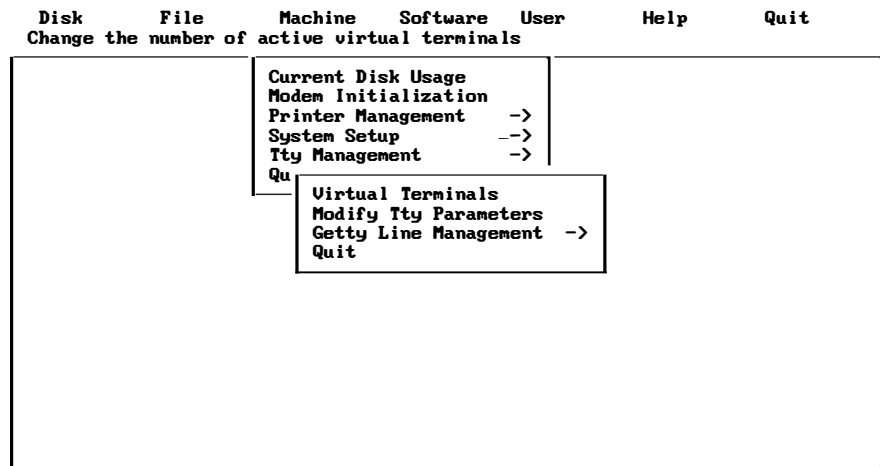 Disk File Machine Software User Help Quit
Change the number of active virtual terminals
Current Disk Usage
Modem Initialization
Printer Management ->
System Setup -->
Tty Management ->
Qu
Virtual Terminals
Modify Tty Parameters
Getty Line Management ->
Quit